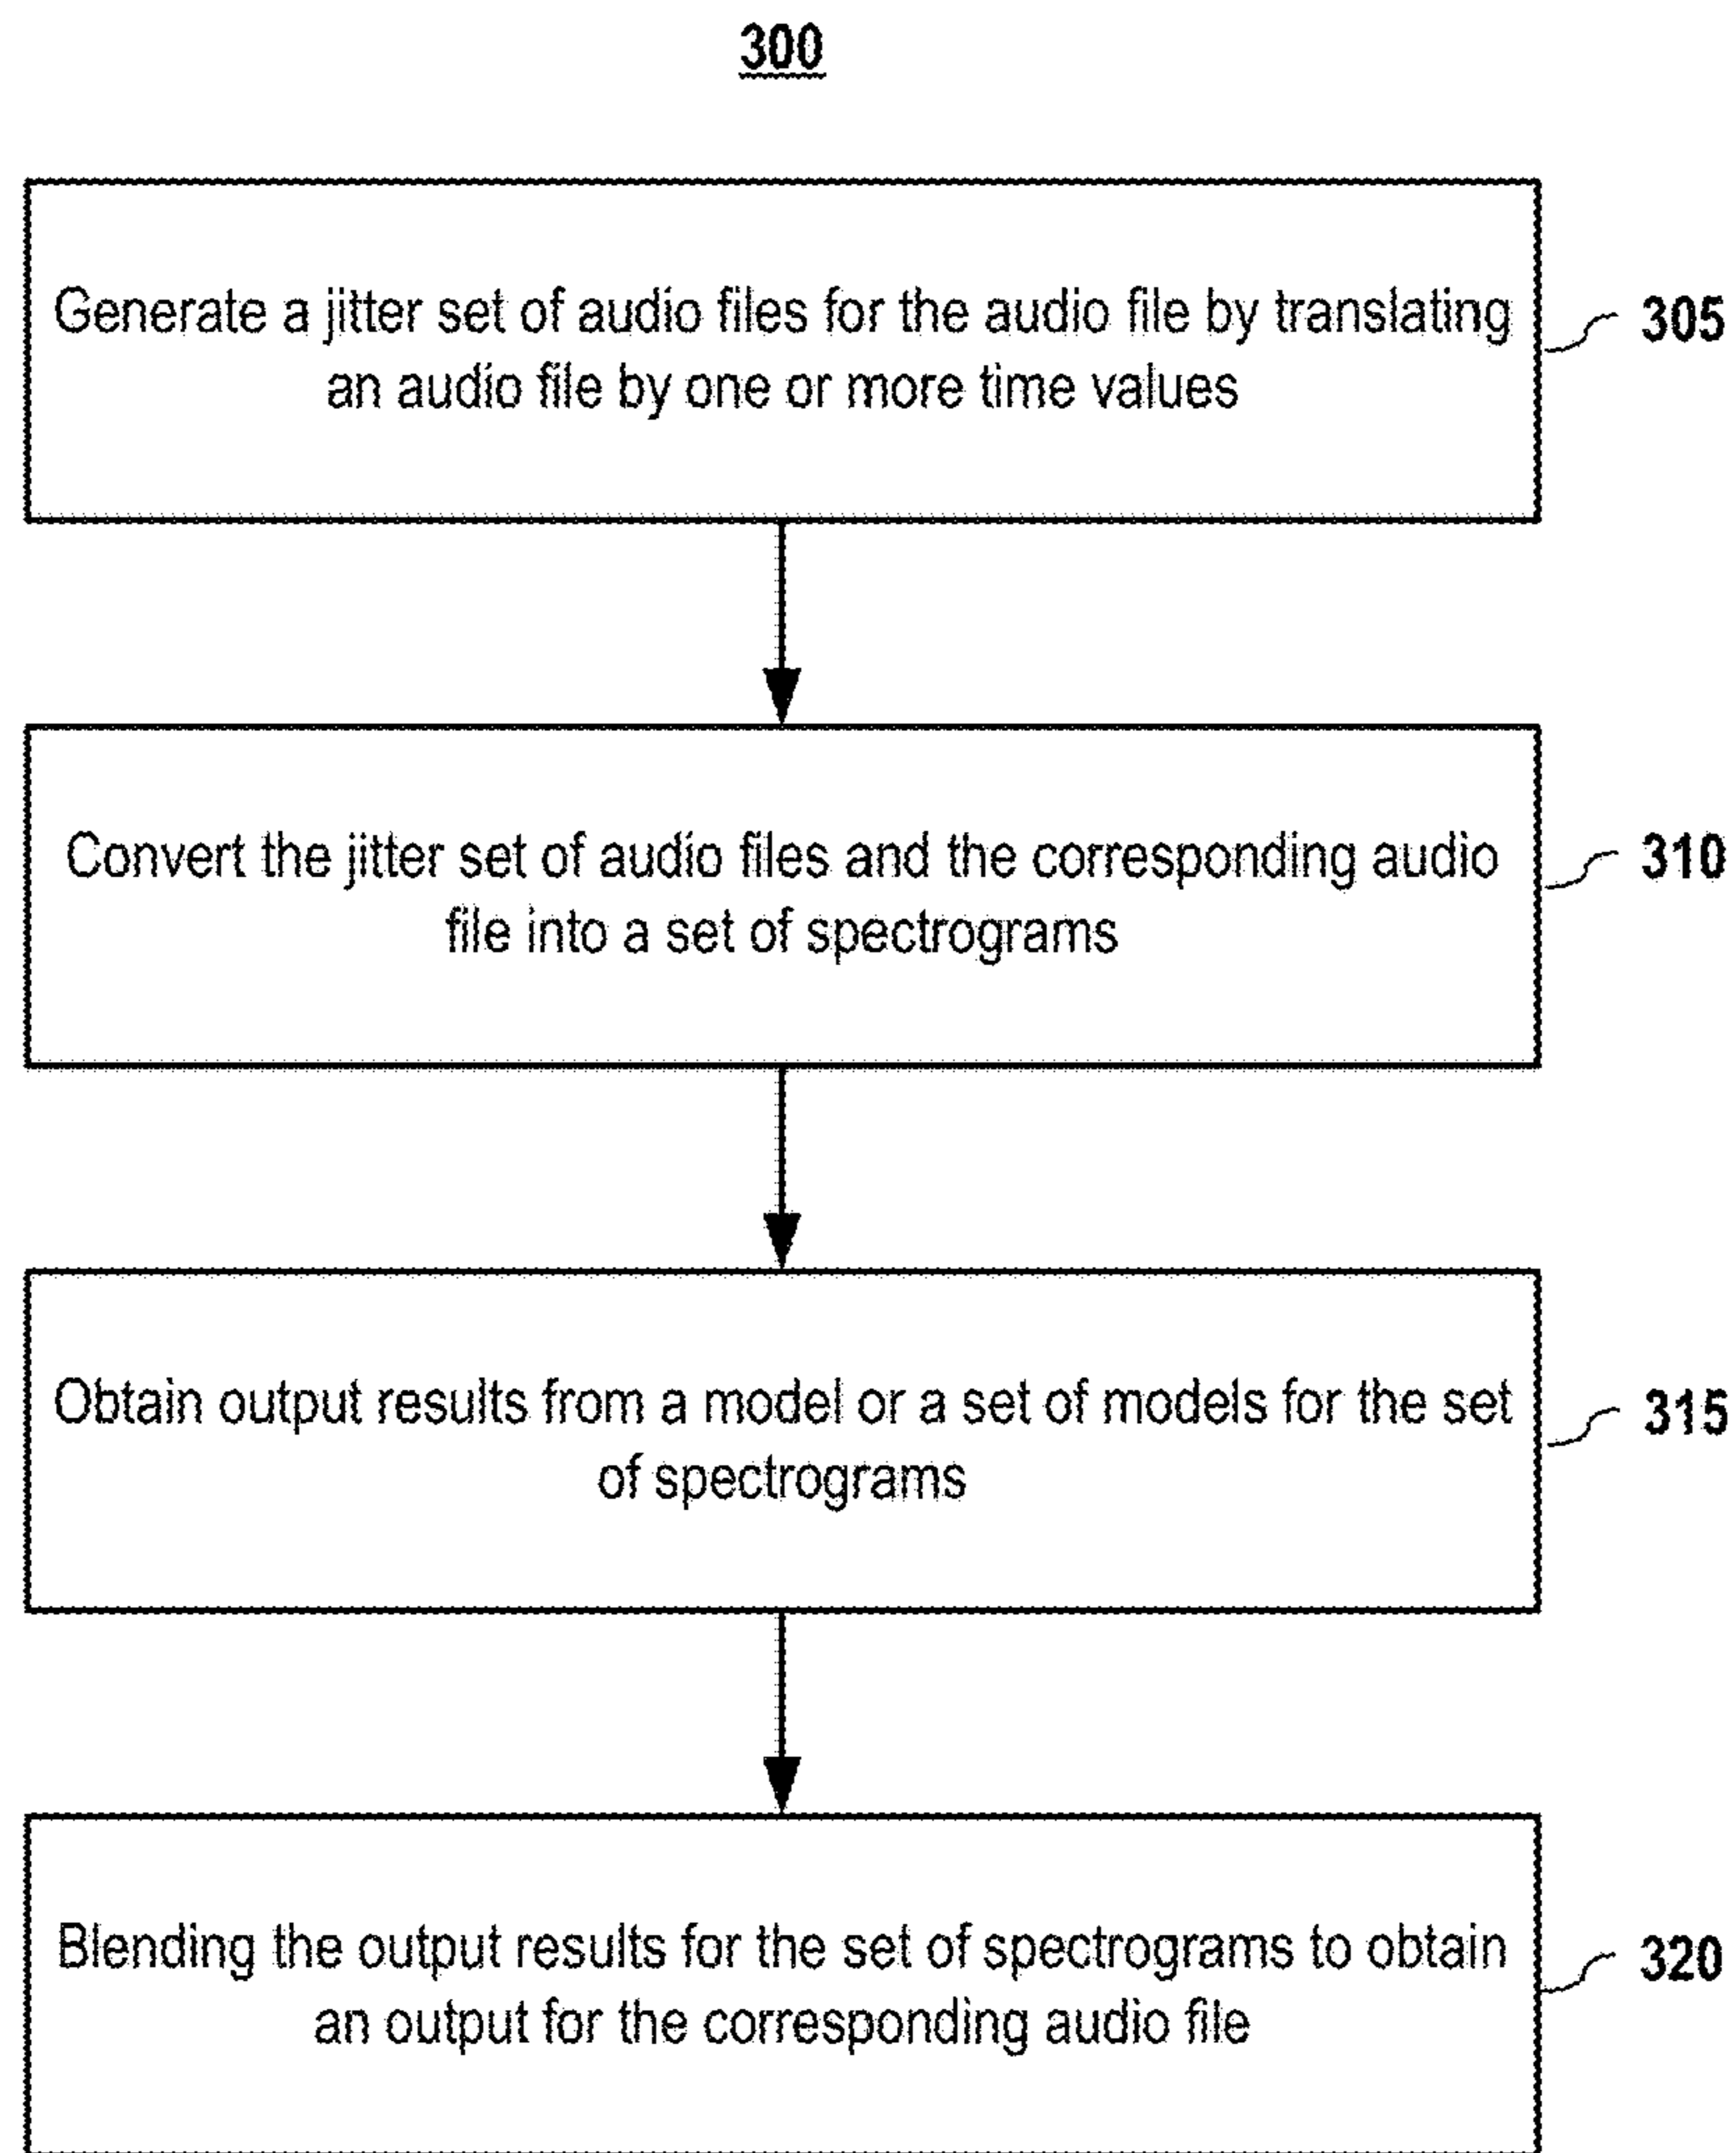 300
Generate a jitter set of audio files for the audio file by translating
an audio file by one or more time values
305
Convert the jitter set of audio files and the corresponding audio
file into a set of spectrograms
310
Obtain output results from a model or a set of models for the set
of spectrograms
315
Blending the output results for the set of spectrograms to obtain
an output for the corresponding audio file
320